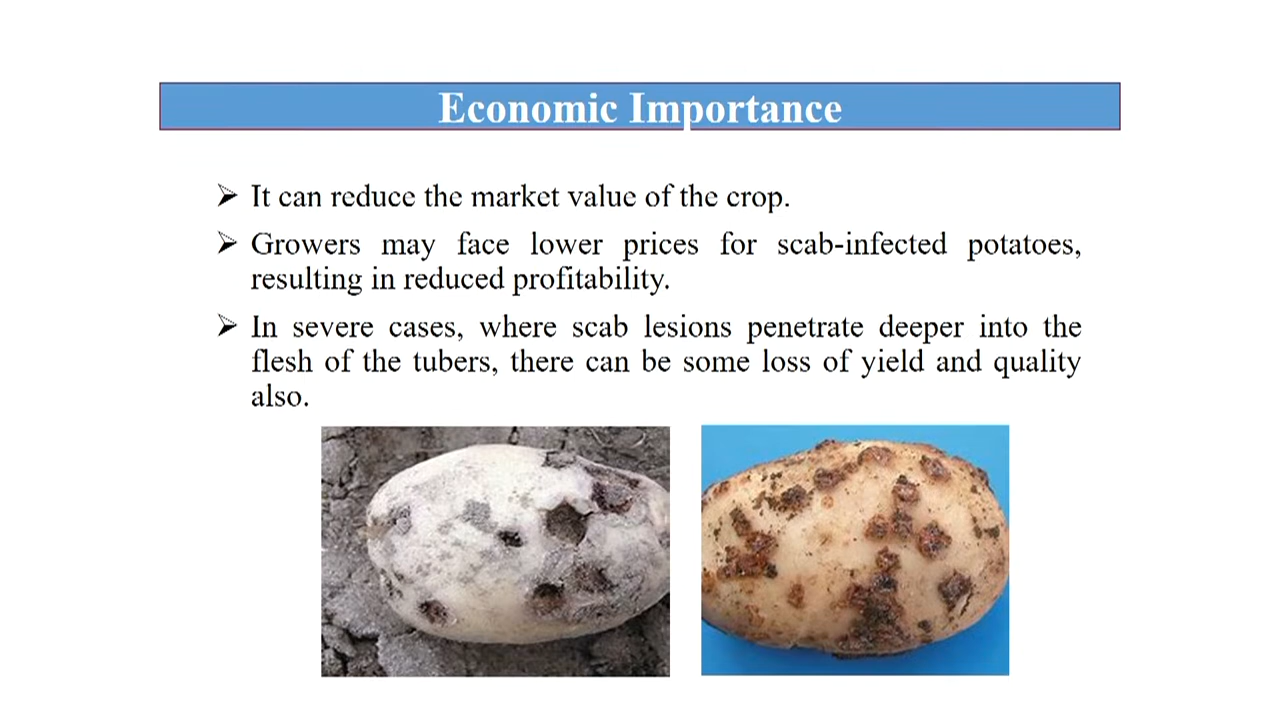 Economic Importance
➢ It can reduce the market value of the crop.
➢ Growers may face lower prices for scab-infected potatoes,
resulting in reduced profitability.
➢ In severe cases, where scab lesions penetrate deeper into the
flesh of the tubers, there can be some loss of yield and quality
also.